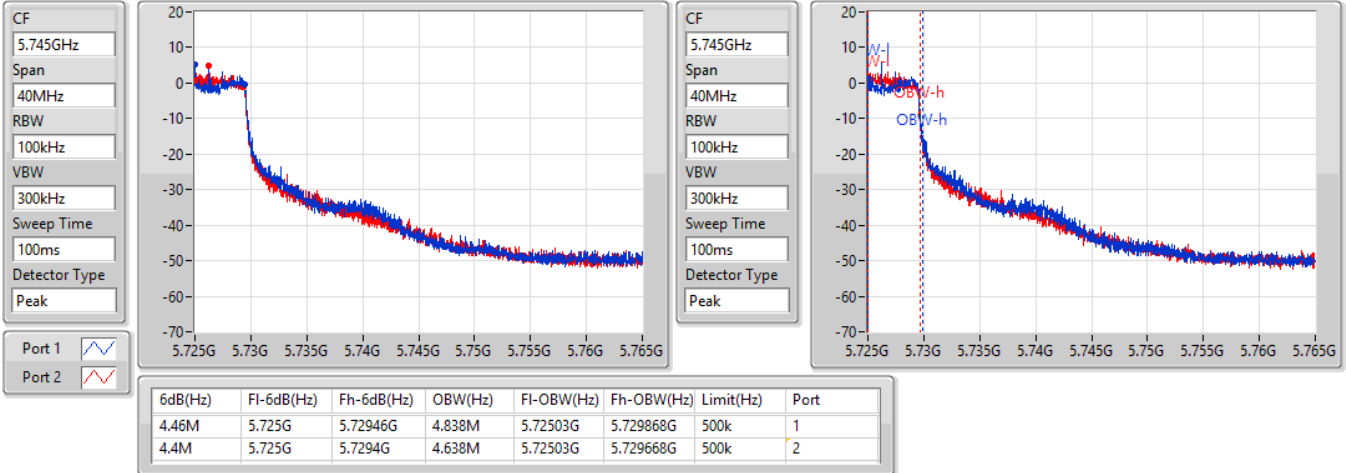 CF
5.745GHz
Span
40MHz
RBW
100kHz
VBW
300kHz
Sweep Time
100ms
Detector Type
Peak
Port 1
Port 2
20
10
0
-10
-20
-30
-40
-50
-60
-70
5.725G 5.73G 5.735G 5.74G 5.745G 5.75G 5.755G 5.76G 5.765G
CF
5.745GHz
Span
40MHz
RBW
100kHz
VBW
300kHz
Sweep Time
100ms
Detector Type
Peak
20
10
0
-10
-20
-30
-40
-50
-60
-70
W-l
W-l
OBW-h
OBW-h
5.725G 5.73G 5.735G 5.74G 5.745G 5.75G 5.755G 5.76G 5.765G
6dB(Hz) Fl-6dB(Hz) Fh-6dB(Hz) OBW(Hz) Fl-OBW(Hz) Fh-OBW(Hz) Limit(Hz) Port
4.46M 5.725G 5.72946G 4.838M 5.72503G 5.729868G 500k 1
4.4M 5.725G 5.7294G 4.638M 5.72503G 5.729668G 500k 2